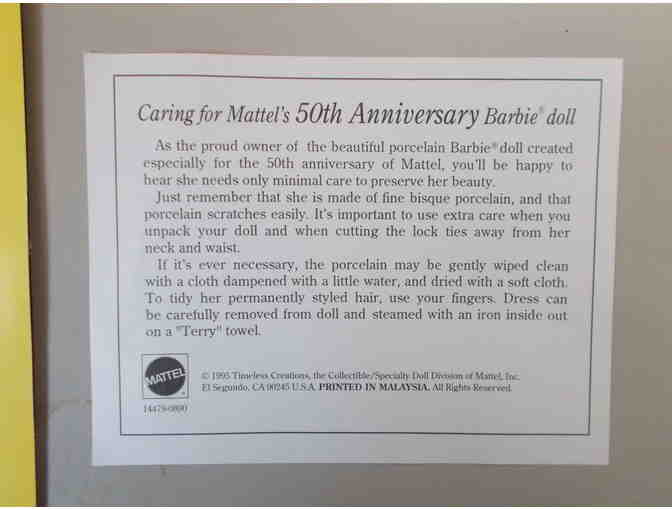 Caring for Mattel's 50th Anniversary Barbie® doll
As the proud owner of the beautiful porcelain Barbie® doll created
especially for the 50th anniversary of Mattel, you'll be happy to
hear she needs only minimal care to preserve her beauty.
Just remember that she is made of fine bisque porcelain, and that
porcelain scratches easily. It's important to use extra care when you
unpack your doll and when cutting the lock ties away from her
neck and waist.
If it's ever necessary, the porcelain may be gently wiped clean
with a cloth dampened with a little water, and dried with a soft cloth.
To tidy her permanently styled hair, use your fingers. Dress can
be carefully removed from doll and steamed with an iron inside out
on a "Terry" towel.
MATTEL
® 
© 1995 Timeless Creations, the Collectible/Specialty Doll Division of Mattel, Inc.
El Segundo, CA 90245 U.S.A. PRINTED IN MALAYSIA. All Rights Reserved.
14479-0890